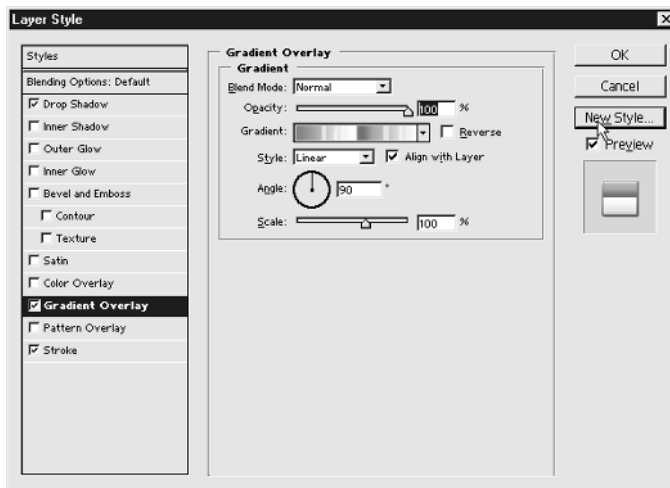 Layer Style
Styles
Blending Options: Default
Drop Shadow
Inner Shadow
Outer Glow
Inner Glow
Bevel and Emboss
Contour
Texture
Satin
Color Overlay
Gradient Overlay
Pattern Overlay
Stroke
Gradient Overlay
Gradient
Blend Mode: Normal
Opacity: 100 %
Gradient: Reverse
Style: Linear Align with Layer
Angle: 90 °
Scale: 100 %
OK
Cancel
New Style...
Preview